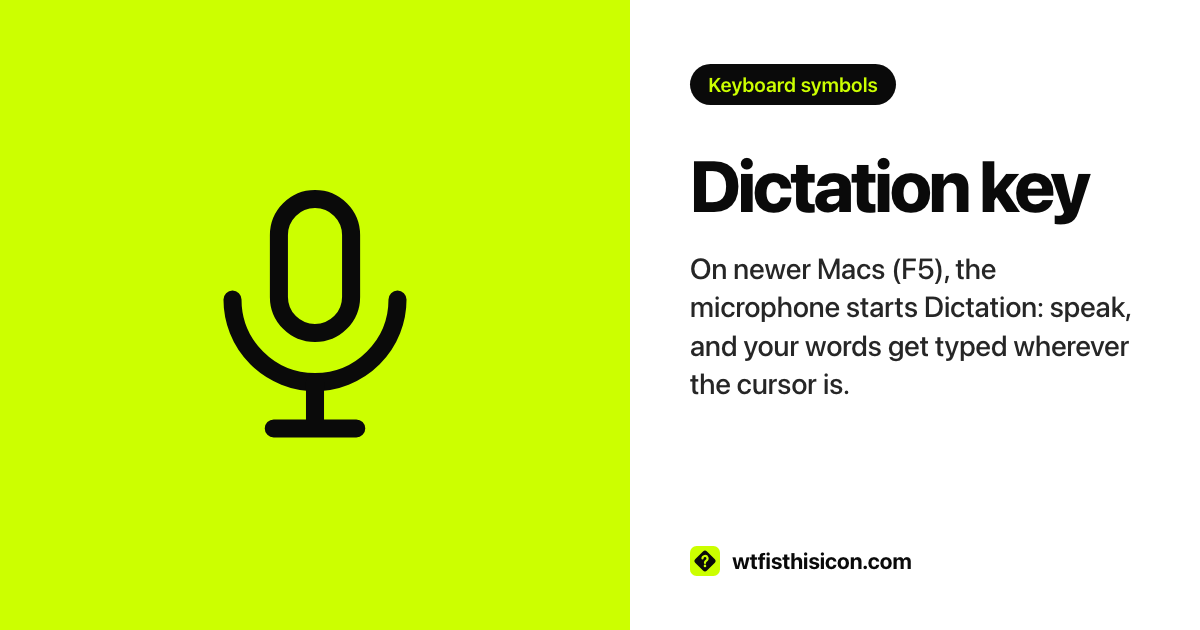 Keyboard symbols
Dictation key
On newer Macs (F5), the
microphone starts Dictation: speak,
and your words get typed wherever
the cursor is.
?
wtfisthisicon.com